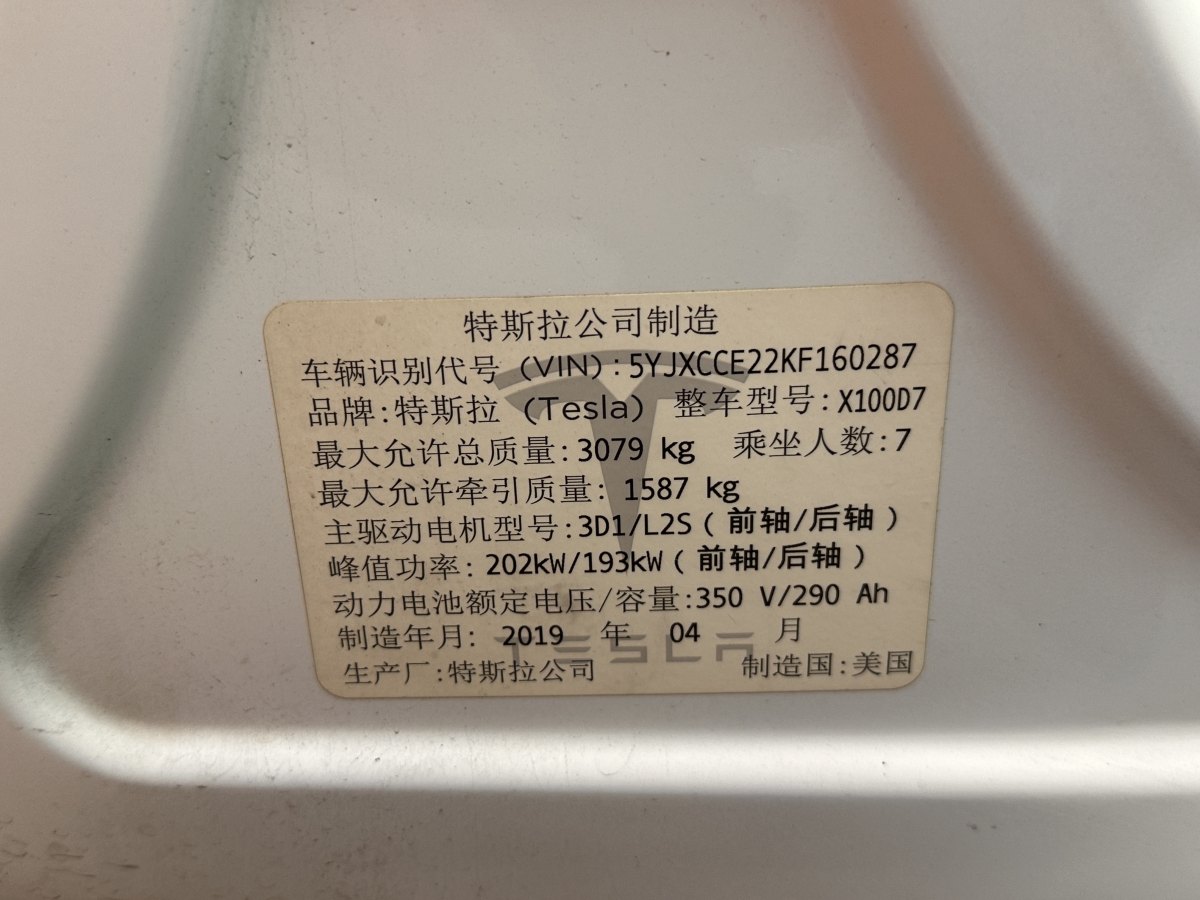 特斯拉公司制造
车辆识别代号 (VIN):5YJXCCE22KF160287
品牌:特斯拉 (Tesla) 整车型号:X100D7
最大允许总质量:3079 kg 乘坐人数:7
最大允许牵引质量: 1587 kg
主驱动电机型号:3D1/L2S ( 前轴/后轴 )
峰值功率: 202kW/193kW ( 前轴/后轴 )
动力电池额定电压/容量:350 V/290 Ah
制造年月: 2019 年 04 月
TESLA
生产厂:特斯拉公司 制造国:美国